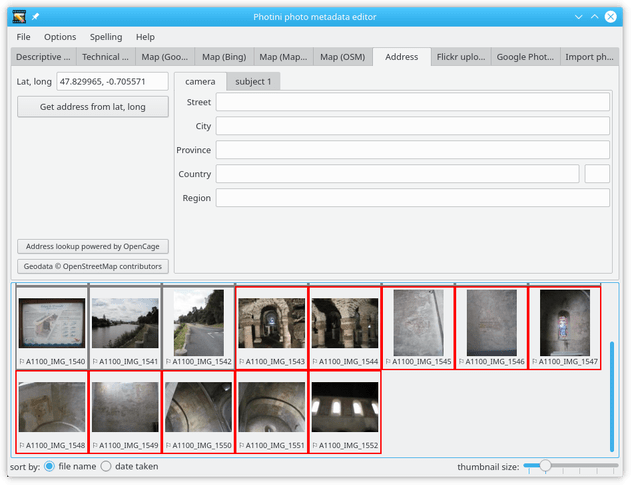 Photini photo metadata editor
File Options Spelling Help
Descriptive ... Technical ... Map (Goo... Map (Bing) Map (Map... Map (OSM) Address Flickr uplo... Google Phot... Import ph...
Lat, long 47.829965, -0.705571
camera subject 1
Get address from lat, long
Street
City
Province
Country
Region
Address lookup powered by OpenCage
Geodata © OpenStreetMap contributors
A1100_IMG_1540 A1100_IMG_1541 A1100_IMG_1542 A1100_IMG_1543 A1100_IMG_1544 A1100_IMG_1545 A1100_IMG_1546 A1100_IMG_1547
A1100_IMG_1548 A1100_IMG_1549 A1100_IMG_1550 A1100_IMG_1551 A1100_IMG_1552
sort by: file name date taken thumbnail size: